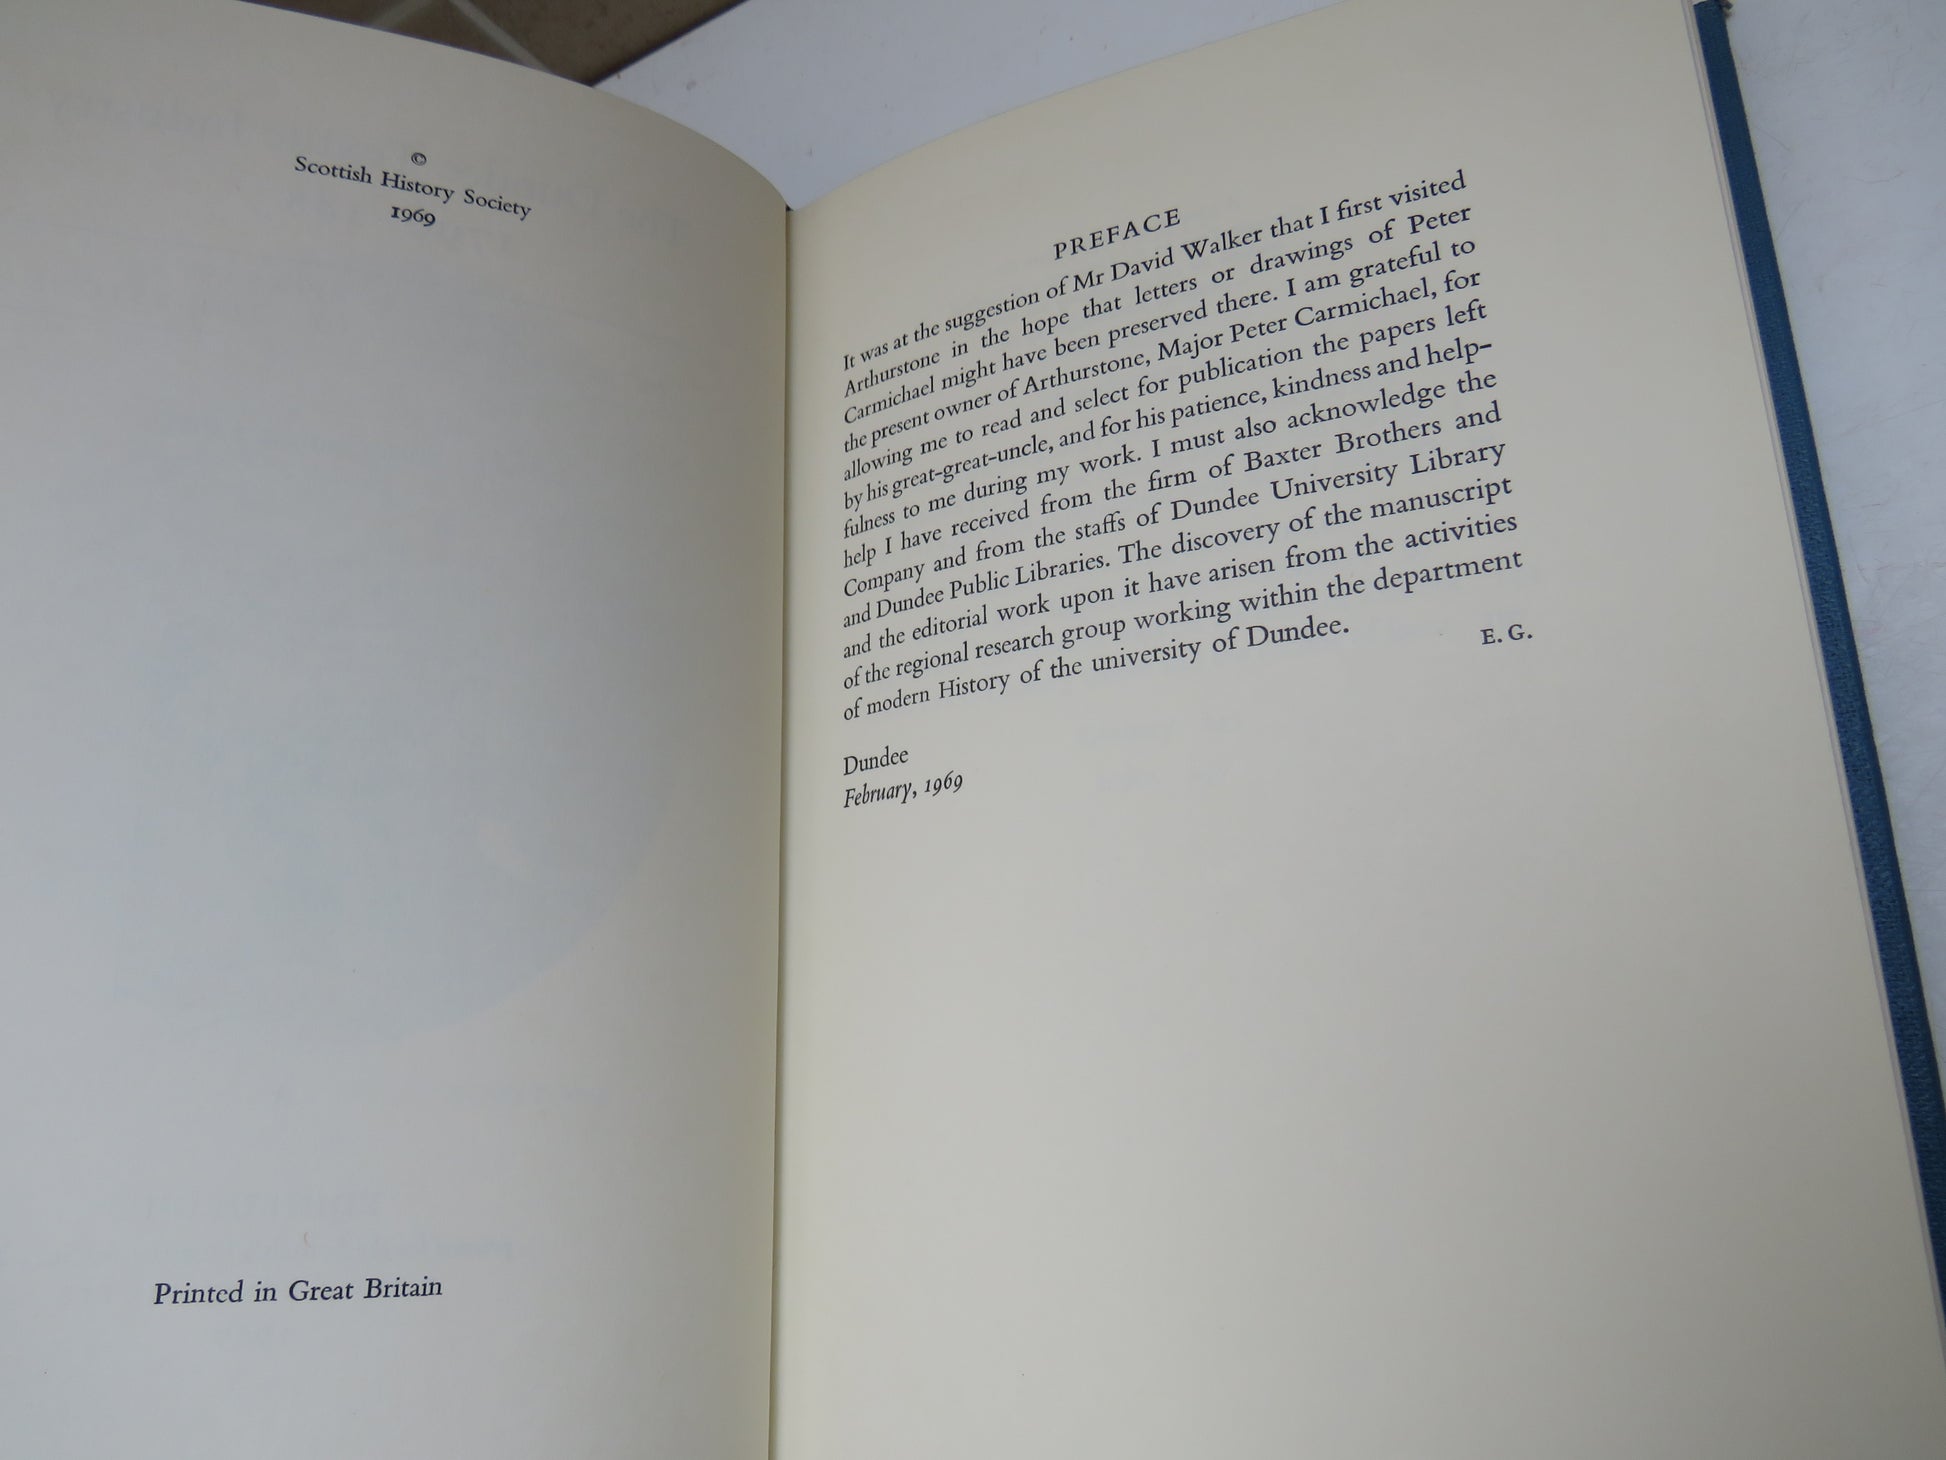 ©
Scottish History Society
1969
Printed in Great Britain
PREFACE
It was at the suggestion of Mr David Walker that I first visited
Arthurstone in the hope that letters or drawings of Peter
Carmichael might have been preserved there. I am grateful to
the present owner of Arthurstone, Major Peter Carmichael, for
allowing me to read and select for publication the papers left
by his great-great-uncle, and for his patience, kindness and help-
fulness to me during my work. I must also acknowledge the
help I have received from the firm of Baxter Brothers and
Company and from the staffs of Dundee University Library
and Dundee Public Libraries. The discovery of the manuscript
and the editorial work upon it have arisen from the activities
of the regional research group working within the department
of modern History of the university of Dundee.
E. G.
Dundee
February, 1969